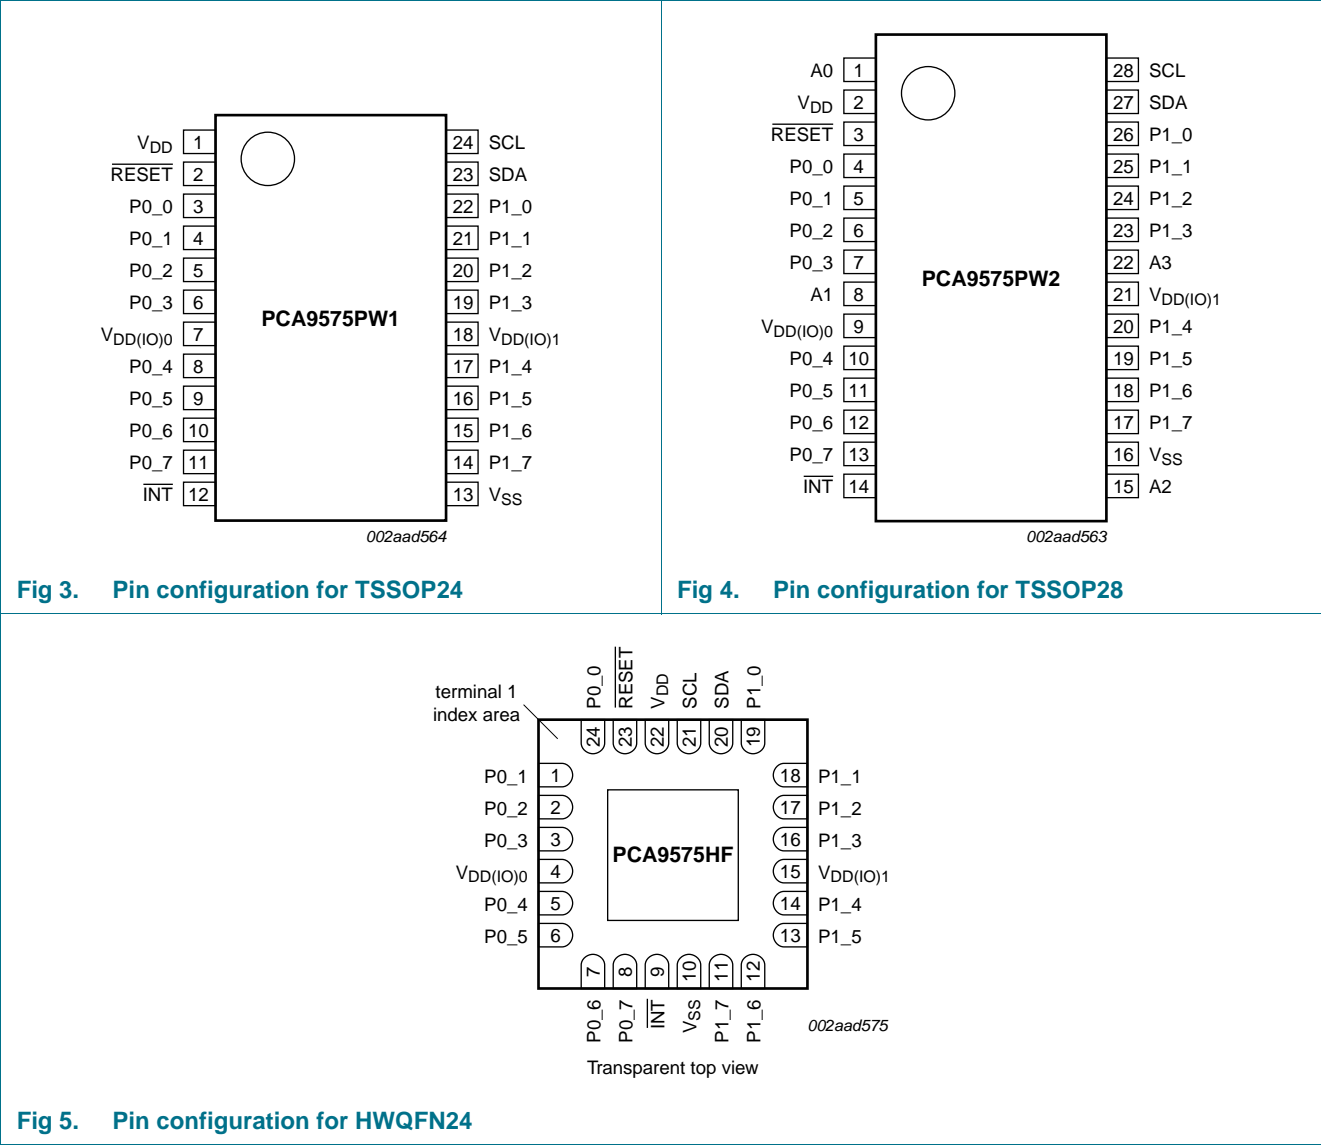 VDD 1
RESET 2
P0_0 3
P0_1 4
P0_2 5
P0_3 6
VDD(IO)0 7
P0_4 8
P0_5 9
P0_6 10
P0_7 11
INT 12
PCA9575PW1
24 SCL
23 SDA
22 P1_0
21 P1_1
20 P1_2
19 P1_3
18 VDD(IO)1
17 P1_4
16 P1_5
15 P1_6
14 P1_7
13 VSS
002aad564
Fig 3. Pin configuration for TSSOP24
A0 1
VDD 2
RESET 3
P0_0 4
P0_1 5
P0_2 6
P0_3 7
A1 8
VDD(IO)0 9
P0_4 10
P0_5 11
P0_6 12
P0_7 13
INT 14
PCA9575PW2
28 SCL
27 SDA
26 P1_0
25 P1_1
24 P1_2
23 P1_3
22 A3
21 VDD(IO)1
20 P1_4
19 P1_5
18 P1_6
17 P1_7
16 VSS
15 A2
002aad563
Fig 4. Pin configuration for TSSOP28
terminal 1
index area
P0_0 RESET VDD SCL SDA P1_0
24 23 22 21 20 19
P0_1 1
P0_2 2
P0_3 3
VDD(IO)0 4
P0_4 5
P0_5 6
PCA9575HF
18 P1_1
17 P1_2
16 P1_3
15 VDD(IO)1
14 P1_4
13 P1_5
7 8 9 10 11 12
P0_6 P0_7 INT VSS P1_7 P1_6
002aad575
Transparent top view
Fig 5. Pin configuration for HWQFN24